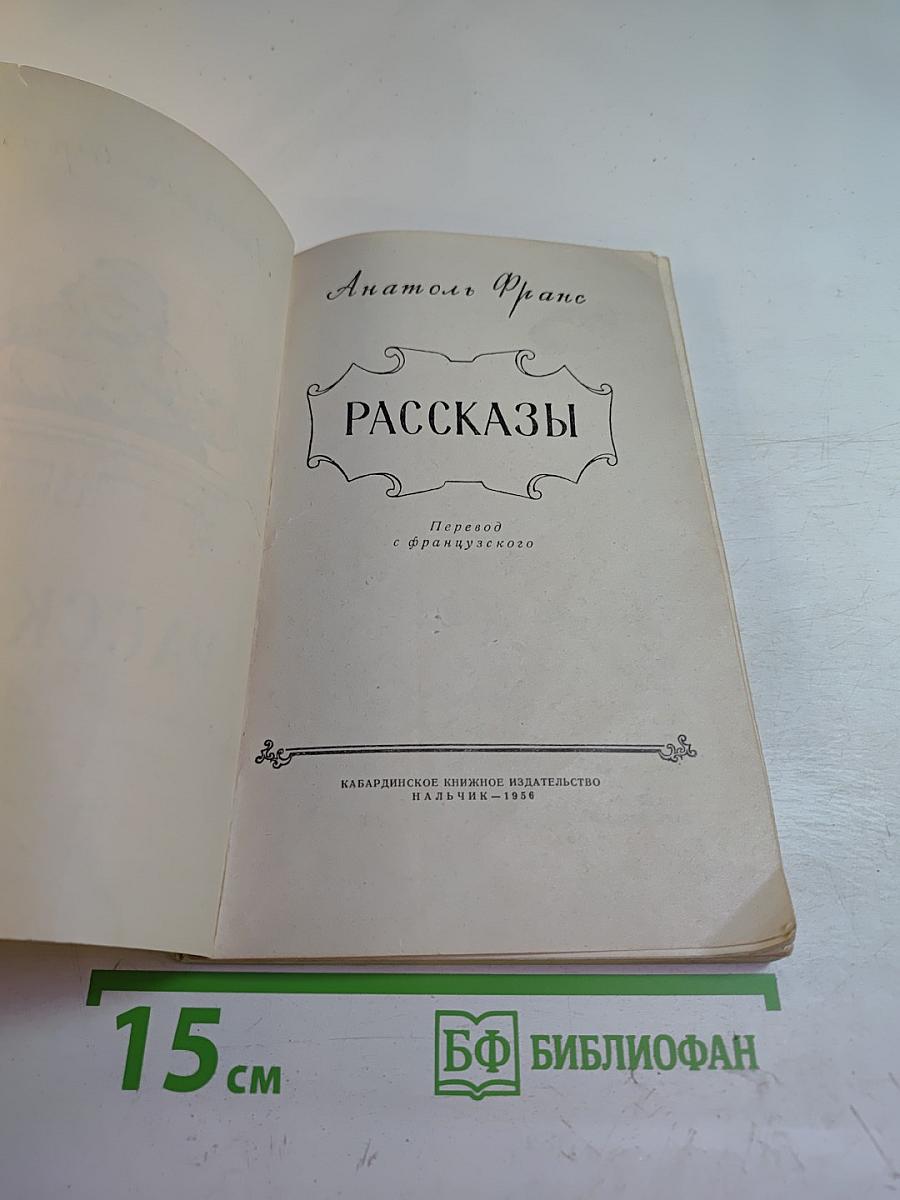 Анатоль Франс
РАССКАЗЫ
Перевод
с французского
КАБАРДИНСКОЕ КНИЖНОЕ ИЗДАТЕЛЬСТВО
НАЛЬЧИК—1956
15 см
БФ БИБЛИОФАН